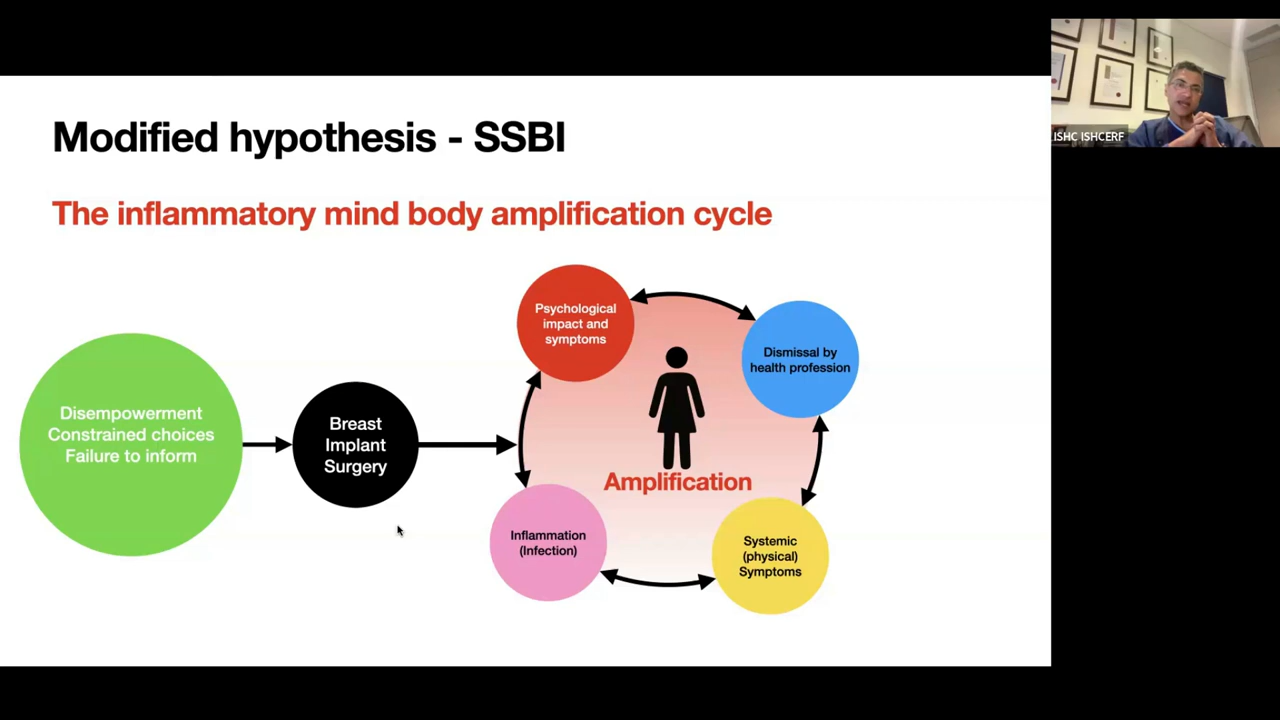 Modified hypothesis - SSBI
ISHC ISHCERF
The inflammatory mind body amplification cycle
Disempowerment
Constrained choices
Failure to inform
Breast
Implant
Surgery
Psychological
impact and
symptoms
Dismissal by
health profession
Amplification
Inflammation
(Infection)
Systemic
(physical)
Symptoms